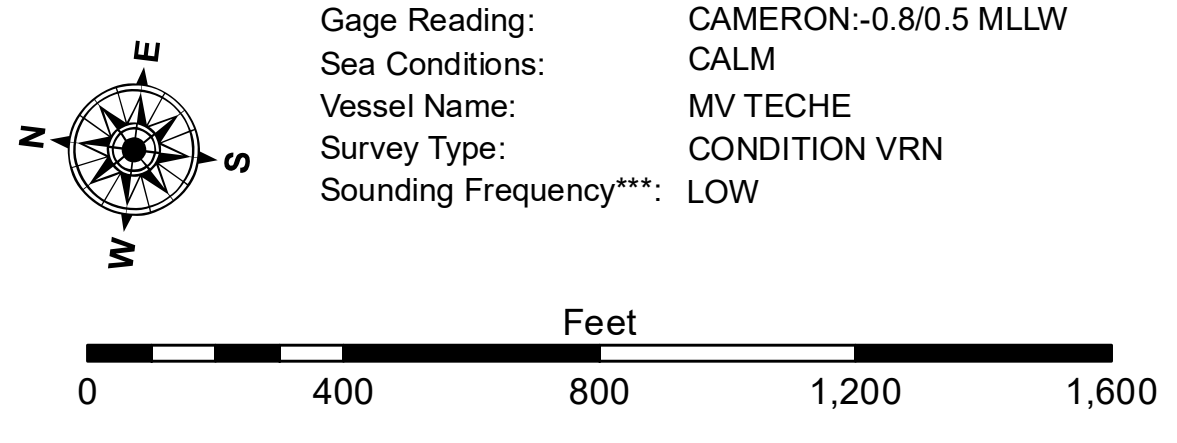 Gage Reading: CAMERON:-0.8/0.5 MLLW
Sea Conditions: CALM
Vessel Name: MV TECHE
Survey Type: CONDITION VRN
Sounding Frequency***: LOW
E
N
S
W
Feet
0 400 800 1,200 1,600